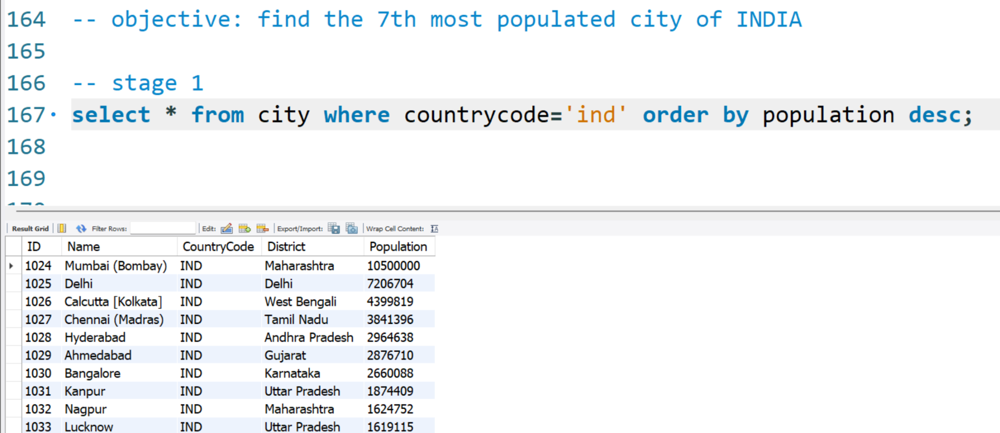 164 -- objective: find the 7th most populated city of INDIA
165
166 -- stage 1
167 select * from city where countrycode='ind' order by population desc;
168
169
Result Grid Filter Rows: Edit: Export/Import: Wrap Cell Content:
ID Name CountryCode District Population
1024 Mumbai (Bombay) IND Maharashtra 10500000
1025 Delhi IND Delhi 7206704
1026 Calcutta [Kolkata] IND West Bengali 4399819
1027 Chennai (Madras) IND Tamil Nadu 3841396
1028 Hyderabad IND Andhra Pradesh 2964638
1029 Ahmedabad IND Gujarat 2876710
1030 Bangalore IND Karnataka 2660088
1031 Kanpur IND Uttar Pradesh 1874409
1032 Nagpur IND Maharashtra 1624752
1033 Lucknow IND Uttar Pradesh 1619115